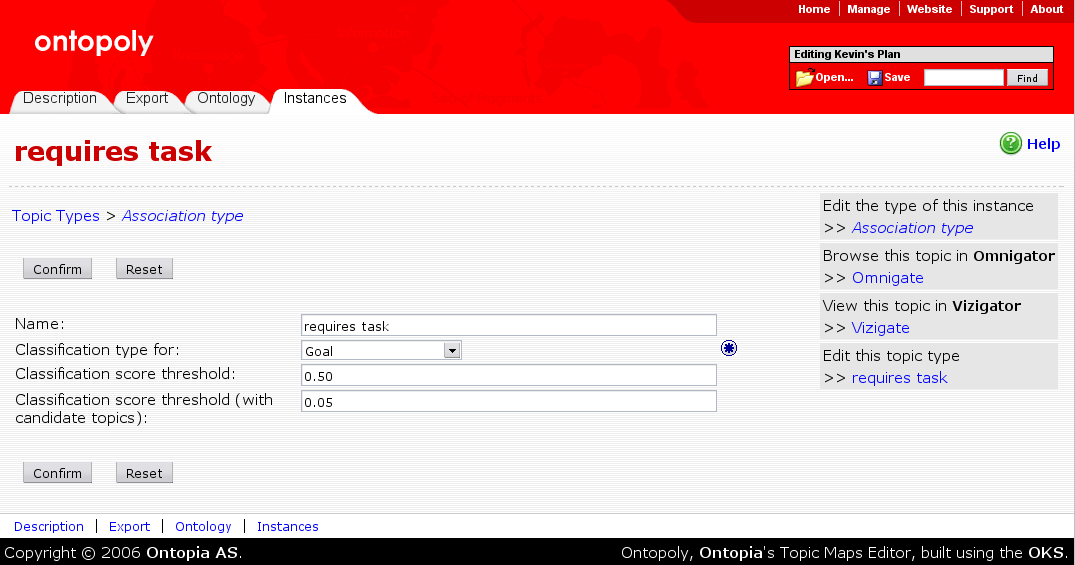 Home Manage Website Support About
ontopoly
Editing Kevin's Plan
Open... Save Find
Description Export Ontology Instances
requires task
Help
Topic Types > Association type
Confirm Reset
Name: requires task
Classification type for: Goal
Classification score threshold: 0.50
Classification score threshold (with 0.05
candidate topics):
Confirm Reset
Edit the type of this instance
>> Association type
Browse this topic in Omnigator
>> Omnigate
View this topic in Vizigator
>> Vizigate
Edit this topic type
>> requires task
Description Export Ontology Instances
Copyright © 2006 Ontopia AS. Ontopoly, Ontopia's Topic Maps Editor, built using the OKS.